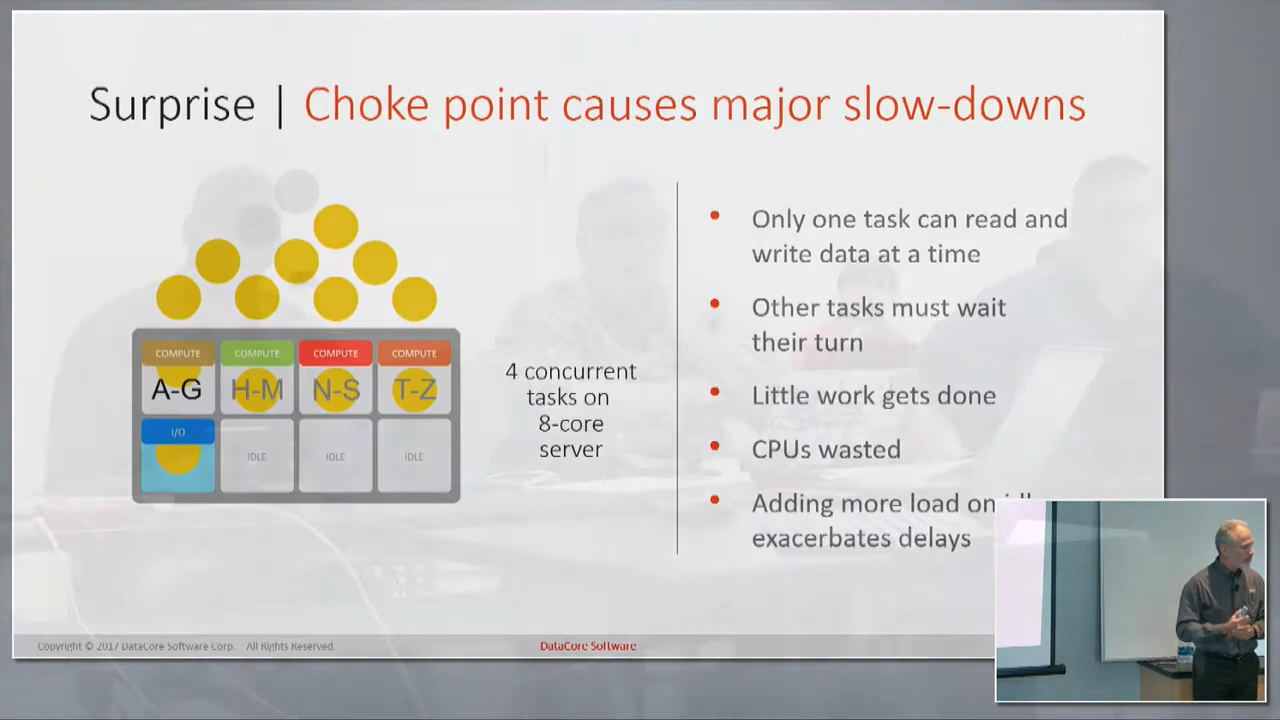 Surprise | Choke point causes major slow-downs
COMPUTE COMPUTE COMPUTE COMPUTE
A-G H-M N-S T-Z
I/O IDLE IDLE IDLE
4 concurrent
tasks on
8-core
server
• Only one task can read and
write data at a time
• Other tasks must wait
their turn
• Little work gets done
• CPUs wasted
• Adding more load on
exacerbates delays
Copyright © 2017 DataCore Software Corp. All Rights Reserved.
DataCore Software